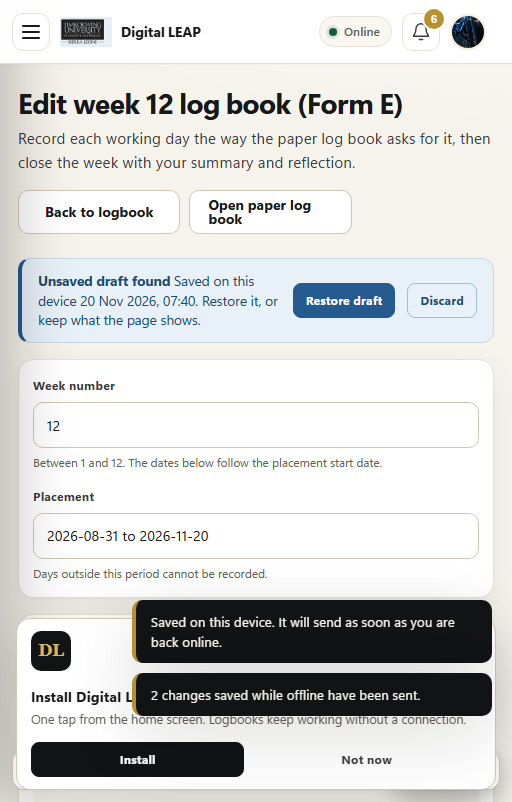 LIMKOKWING
UNIVERSITY
SIERRA LEONE
Digital LEAP
Online
6
Edit week 12 log book (Form E)
Record each working day the way the paper log book asks for it, then
close the week with your summary and reflection.
Back to logbook
Open paper log
book
Unsaved draft found Saved on this
device 20 Nov 2026, 07:40. Restore it, or
keep what the page shows.
Restore draft
Discard
Week number
12
Between 1 and 12. The dates below follow the placement start date.
Placement
2026-08-31 to 2026-11-20
Days outside this period cannot be recorded.
Saved on this device. It will send as soon as you are
back online.
DL
2 changes saved while offline have been sent.
Install Digital L
One tap from the home screen. Logbooks keep working without a connection.
Install
Not now